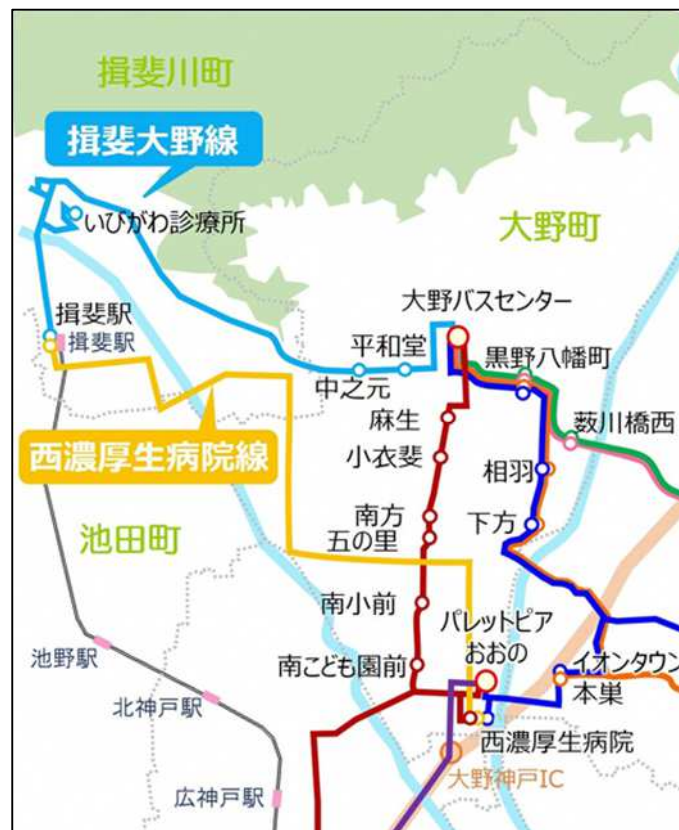 揖斐川町
揖斐大野線
いびがわ診療所
大野町
大野バスセンター
揖斐駅
揖斐駅
平和堂
黒野八幡町
中之元
麻生
薮川橋西
小衣斐
西濃厚生病院線
相羽
南方
下方
五の里
池田町
南小前
パレットピア
おおの
池野駅
南こども園前
イオンタウン
本巣
北神戸駅
西濃厚生病院
大野神戸IC
広神戸駅